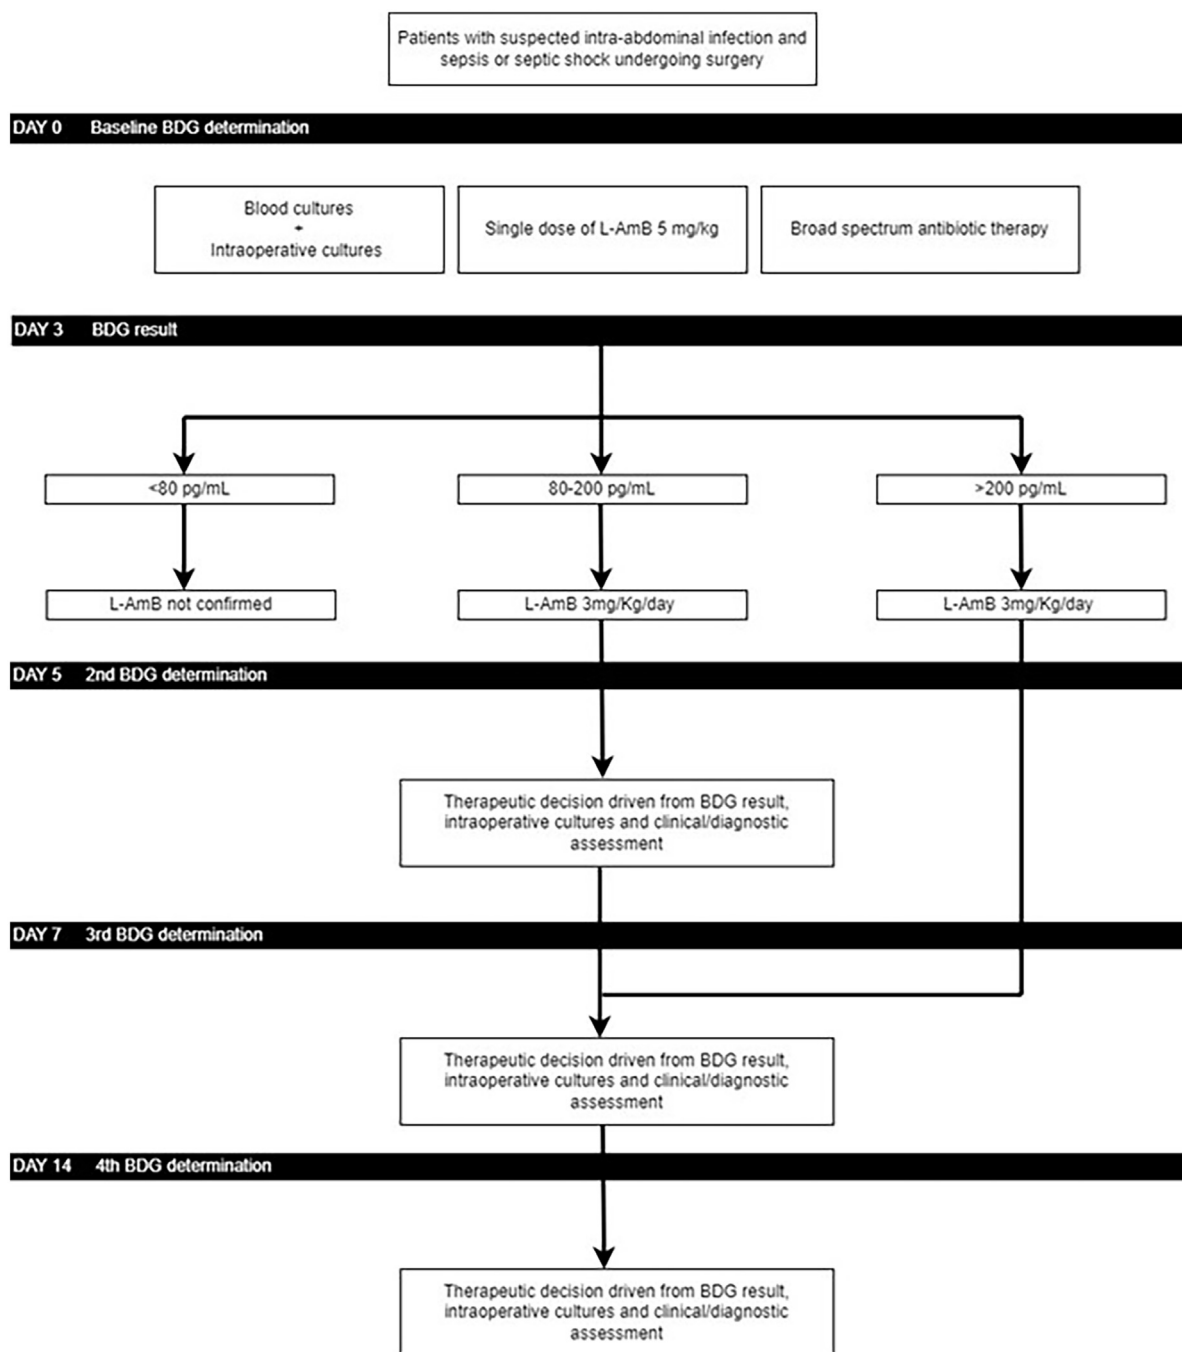 Patients with suspected intra-abdominal infection and
sepsis or septic shock undergoing surgery
DAY 0 Baseline BDG determination
Blood cultures
+
Intraoperative cultures
Single dose of L-AmB 5 mg/kg
Broad spectrum antibiotic therapy
DAY 3 BDG result
<80 pg/mL
80-200 pg/mL
>200 pg/mL
L-AmB not confirmed
L-AmB 3mg/Kg/day
L-AmB 3mg/Kg/day
DAY 5 2nd BDG determination
Therapeutic decision driven from BDG result,
intraoperative cultures and clinical/diagnostic
assessment
DAY 7 3rd BDG determination
Therapeutic decision driven from BDG result,
intraoperative cultures and clinical/diagnostic
assessment
DAY 14 4th BDG determination
Therapeutic decision driven from BDG result,
intraoperative cultures and clinical/diagnostic
assessment